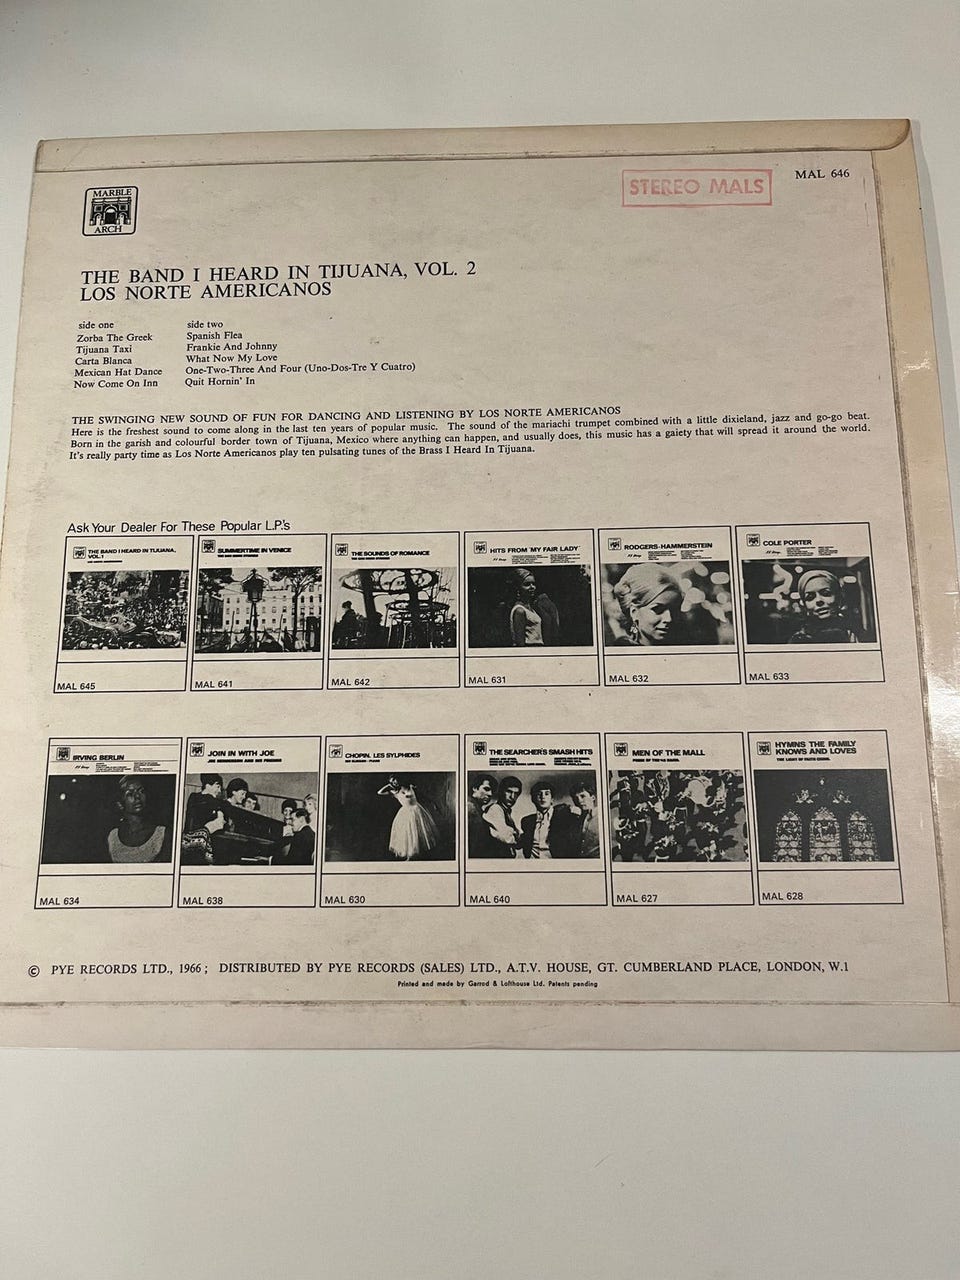 MARBLE
ARCH
STEREO MALS
MAL 646
THE BAND I HEARD IN TIJUANA, VOL. 2
LOS NORTE AMERICANOS
side one
Zorba The Greek
Tijuana Taxi
Carta Blanca
Mexican Hat Dance
Now Come On Inn
side two
Spanish Flea
Frankie And Johnny
What Now My Love
One-Two-Three And Four (Uno-Dos-Tre Y Cuatro)
Quit Hornin' In
THE SWINGING NEW SOUND OF FUN FOR DANCING AND LISTENING BY LOS NORTE AMERICANOS
Here is the freshest sound to come along in the last ten years of popular music. The sound of the mariachi trumpet combined with a little dixieland, jazz and go-go beat.
Born in the garish and colourful border town of Tijuana, Mexico where anything can happen, and usually does, this music has a gaiety that will spread it around the world.
It's really party time as Los Norte Americanos play ten pulsating tunes of the Brass I Heard In Tijuana.
Ask Your Dealer For These Popular L.P.'s
THE BAND I HEARD IN TIJUANA,
VOL.1
LOS NORTE AMERICANOS
MAL 645
SUMMERTIME IN VENICE
MAL 641
THE SOUNDS OF ROMANCE
MAL 642
HITS FROM 'MY FAIR LADY'
MAL 631
RODGERS-HAMMERSTEIN
MAL 632
COLE PORTER
MAL 633
IRVING BERLIN
MAL 634
JOIN IN WITH JOE
JOE HENDERSON AND HIS FRIENDS
MAL 638
CHOPIN. LES SYLPHIDES
MAL 630
THE SEARCHER'S SMASH HITS
MAL 640
MEN OF THE MALL
MAL 627
HYMNS THE FAMILY
KNOWS AND LOVES
THE LIGHT OF FAITH CHOIR.
MAL 628
© PYE RECORDS LTD., 1966; DISTRIBUTED BY PYE RECORDS (SALES) LTD., A.T.V. HOUSE, GT. CUMBERLAND PLACE, LONDON, W.1
Printed and made by Garrod & Lofthouse Ltd. Patents pending